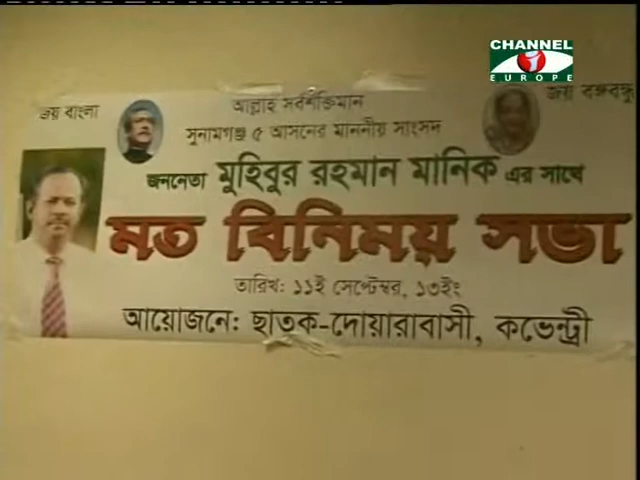 CHANNEL
i
EUROPE
জয় বাংলা
আল্লাহ সর্বশক্তিমান
জয় বঙ্গবন্ধু
সুনামগঞ্জ ৫ আসনের মাননীয় সাংসদ
জননেতা মুহিবুর রহমান মানিক এর সাথে
মত বিনিময় সভা
তারিখ: ১১ই সেপ্টেম্বর, ১৩ইং
আয়োজনে: ছাতক-দোয়ারাবাসী, কভেন্ট্রী